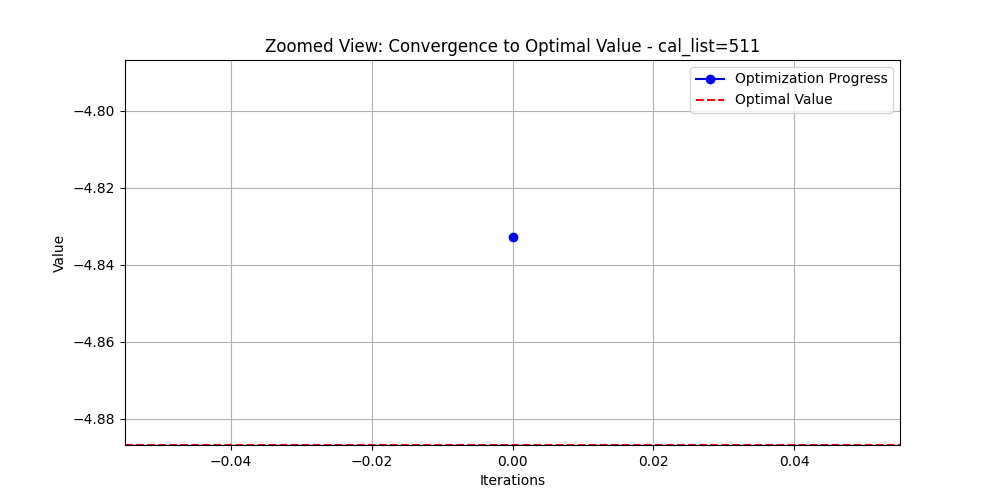 Zoomed View: Convergence to Optimal Value - cal_list=511
Optimization Progress
Optimal Value
−4.80
−4.82
−4.84
−4.86
−4.88
Value
−0.04
−0.02
0.00
0.02
0.04
Iterations